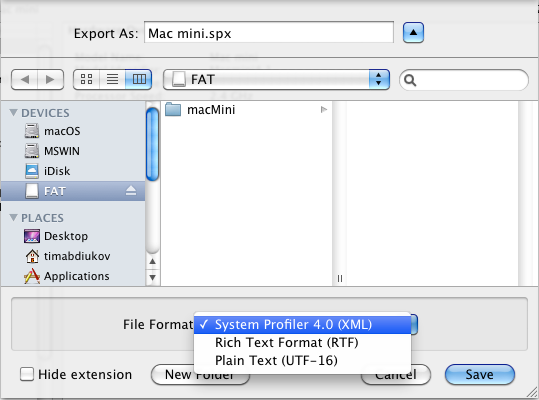 Export As: Mac mini.spx
FAT
DEVICES
macOS
MSWIN
iDisk
FAT
PLACES
Desktop
timabdiukov
Applications
macMini
File Format
✓ System Profiler 4.0 (XML)
Rich Text Format (RTF)
Plain Text (UTF-16)
Hide extension
New Folder
Cancel
Save